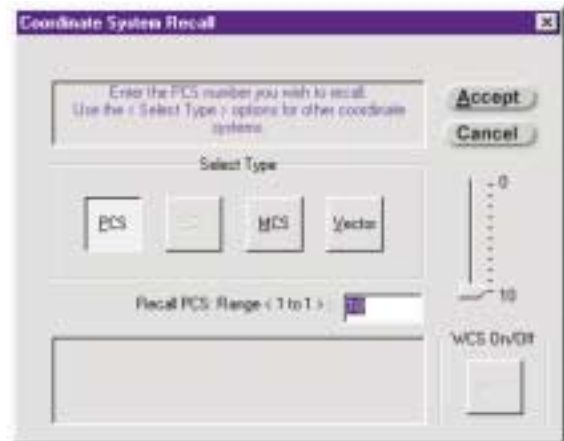 Coordinate System Recall
Enter the PCS number you wish to recall.
Use the < Select Type > options for other coordinate
systems
Accept
Cancel
Select Type
PCS
MCS
Vector
0
10
Recall PCS: Range < 1 to 1 >
10
WCS On/Off